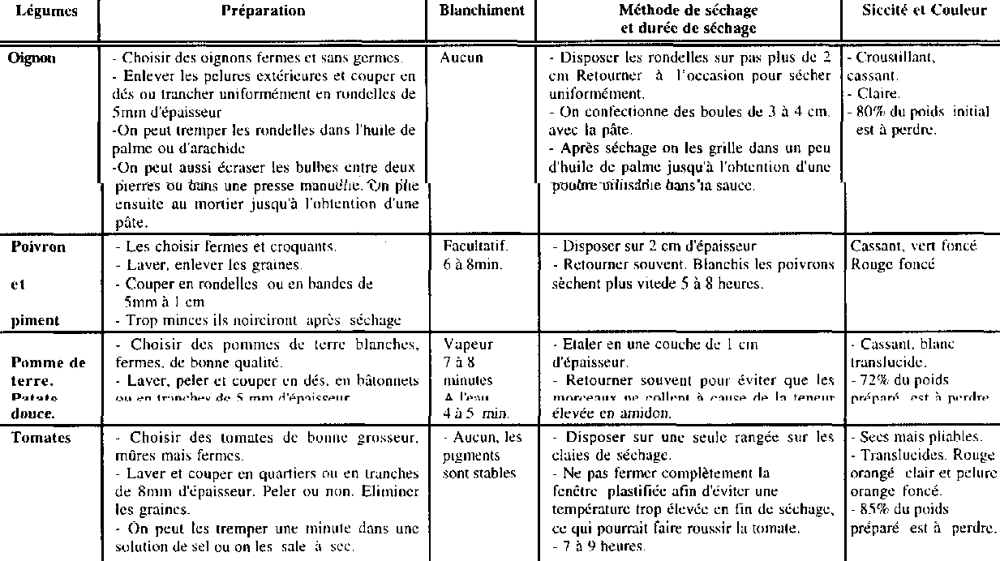 Légumes
Préparation
Blanchiment
Méthode de séchage
et durée de séchage
Siccité et Couleur
Oignon
- Choisir des oignons fermes et sans germes.
- Enlever les pelures extérieures et couper en
dés ou trancher uniformément en rondelles de
5mm d'épaisseur
-On peut tremper les rondelles dans l'huile de
palme ou d'arachide
-On peut aussi écraser les bulbes entre deux
pierres ou dans une presse manuelle. On pile
ensuite au mortier jusqu'à l'obtention d'une
pâte.
Aucun
- Disposer les rondelles sur pas plus de 2
cm Retourner à l'occasion pour sécher
uniformément.
- On confectionne des boules de 3 à 4 cm.
avec la pâte.
- Après séchage on les grille dans un peu
d'huile de palme jusqu'à l'obtention d'une
poudre utilisable dans la sauce.
- Croustillant,
cassant.
- Claire.
- 80% du poids initial
est à perdre.
Poivron
et
piment
- Les choisir fermes et croquants.
- Laver, enlever les graines.
- Couper en rondelles ou en bandes de
5mm à 1 cm
- Trop minces ils noirciront après séchage
Facultatif.
6 à 8min.
- Disposer sur 2 cm d'épaisseur
- Retourner souvent. Blanchis les poivrons
sèchent plus vitede 5 à 8 heures.
Cassant, vert foncé
Rouge foncé
Pomme de
terre.
Patate
douce.
- Choisir des pommes de terre blanches,
fermes, de bonne qualité.
- Laver, peler et couper en dés, en bâtonnets
ou en tranches de 5 mm d'épaisseur
Vapeur
7 à 8
minutes
A l'eau
4 à 5 min.
- Etaler en une couche de 1 cm
d'épaisseur.
- Retourner souvent pour éviter que les
morceaux ne collent à cause de la teneur
élevée en amidon.
- Cassant, blanc
translucide.
- 72% du poids
préparé est à perdre
Tomates
- Choisir des tomates de bonne grosseur,
mûres mais fermes.
- Laver et couper en quartiers ou en tranches
de 8mm d'épaisseur. Peler ou non. Eliminer
les graines.
- On peut les tremper une minute dans une
solution de sel ou on les sale à sec.
- Aucun, les
pigments
sont stables
- Disposer sur une seule rangée sur les
claies de séchage.
- Ne pas fermer complètement la
fenêtre plastifiée afin d'éviter une
température trop élevée en fin de séchage,
ce qui pourrait faire roussir la tomate.
- 7 à 9 heures.
- Secs mais pliables.
- Translucides. Rouge
orangé clair et pelure
orange foncé.
- 85% du poids
préparé est à perdre.